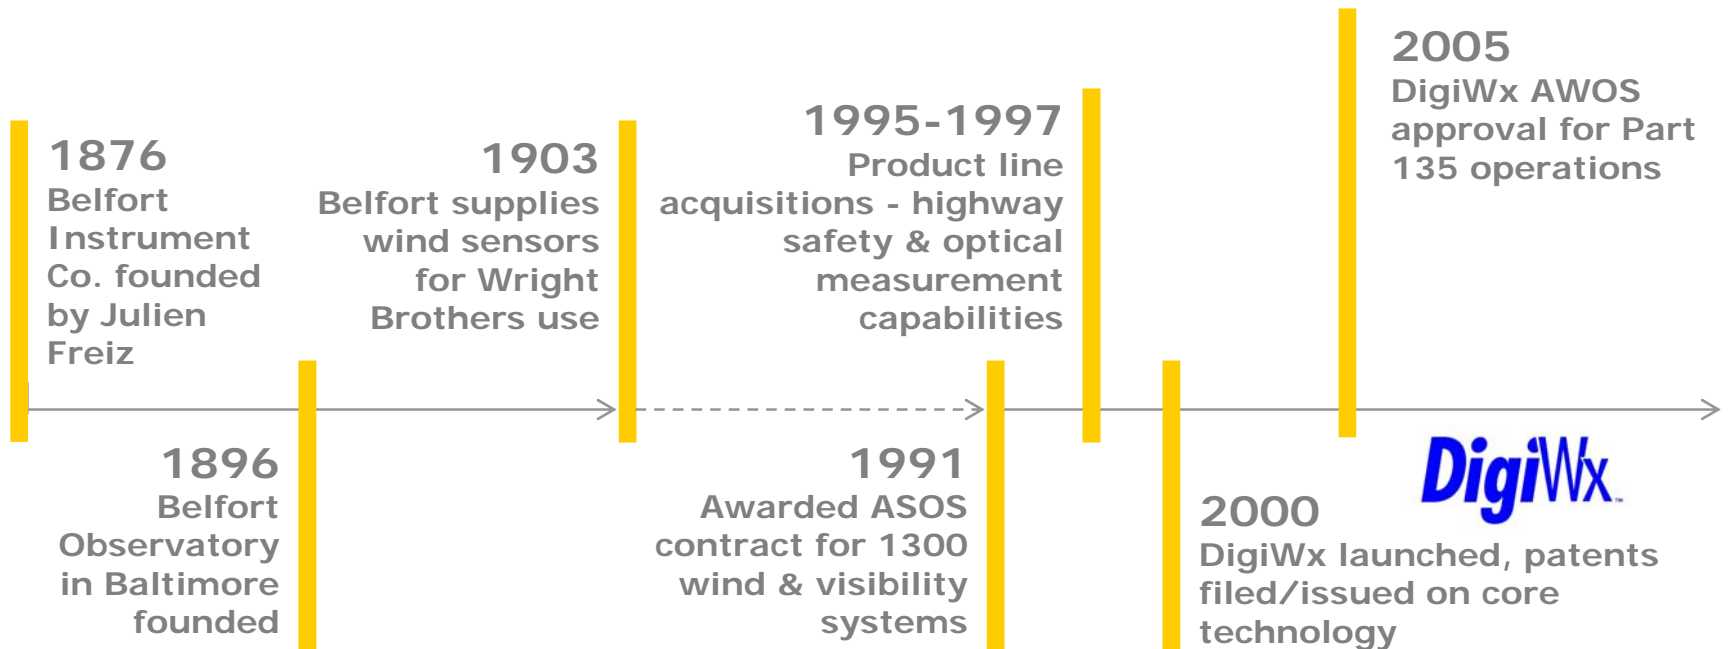 1876
Belfort
Instrument
Co. founded
by Julien
Freiz
1896
Belfort
Observatory
in Baltimore
founded
1903
Belfort supplies
wind sensors
for Wright
Brothers use
1991
Awarded ASOS
contract for 1300
wind & visibility
systems
1995-1997
Product line
acquisitions - highway
safety & optical
measurement
capabilities
2000
DigiWx launched, patents
filed/issued on core
technology
2005
DigiWx AWOS
approval for Part
135 operations
DigiWx™